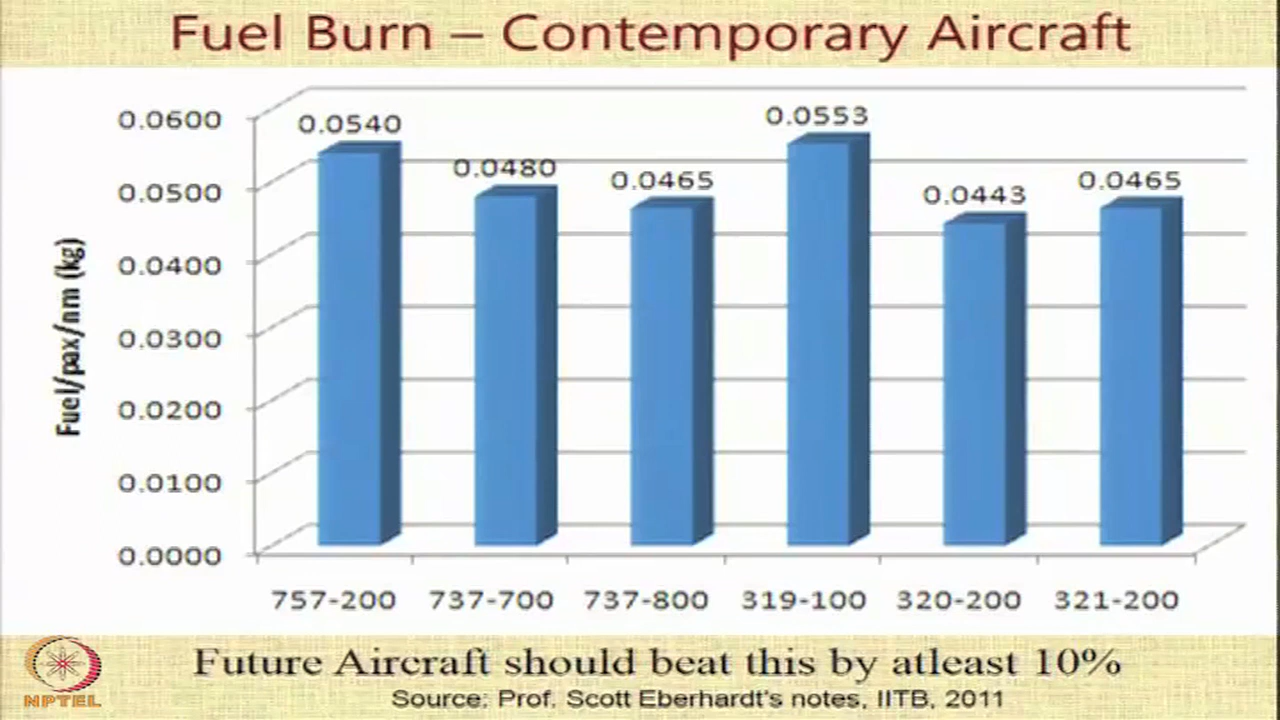 Fuel Burn – Contemporary Aircraft
Fuel/pax/nm (kg)
0.0600
0.0500
0.0400
0.0300
0.0200
0.0100
0.0000
0.0540
0.0480
0.0465
0.0553
0.0443
0.0465
757-200 737-700 737-800 319-100 320-200 321-200
Future Aircraft should beat this by atleast 10%
Source: Prof. Scott Eberhardt's notes, IITB, 2011
NPTEL